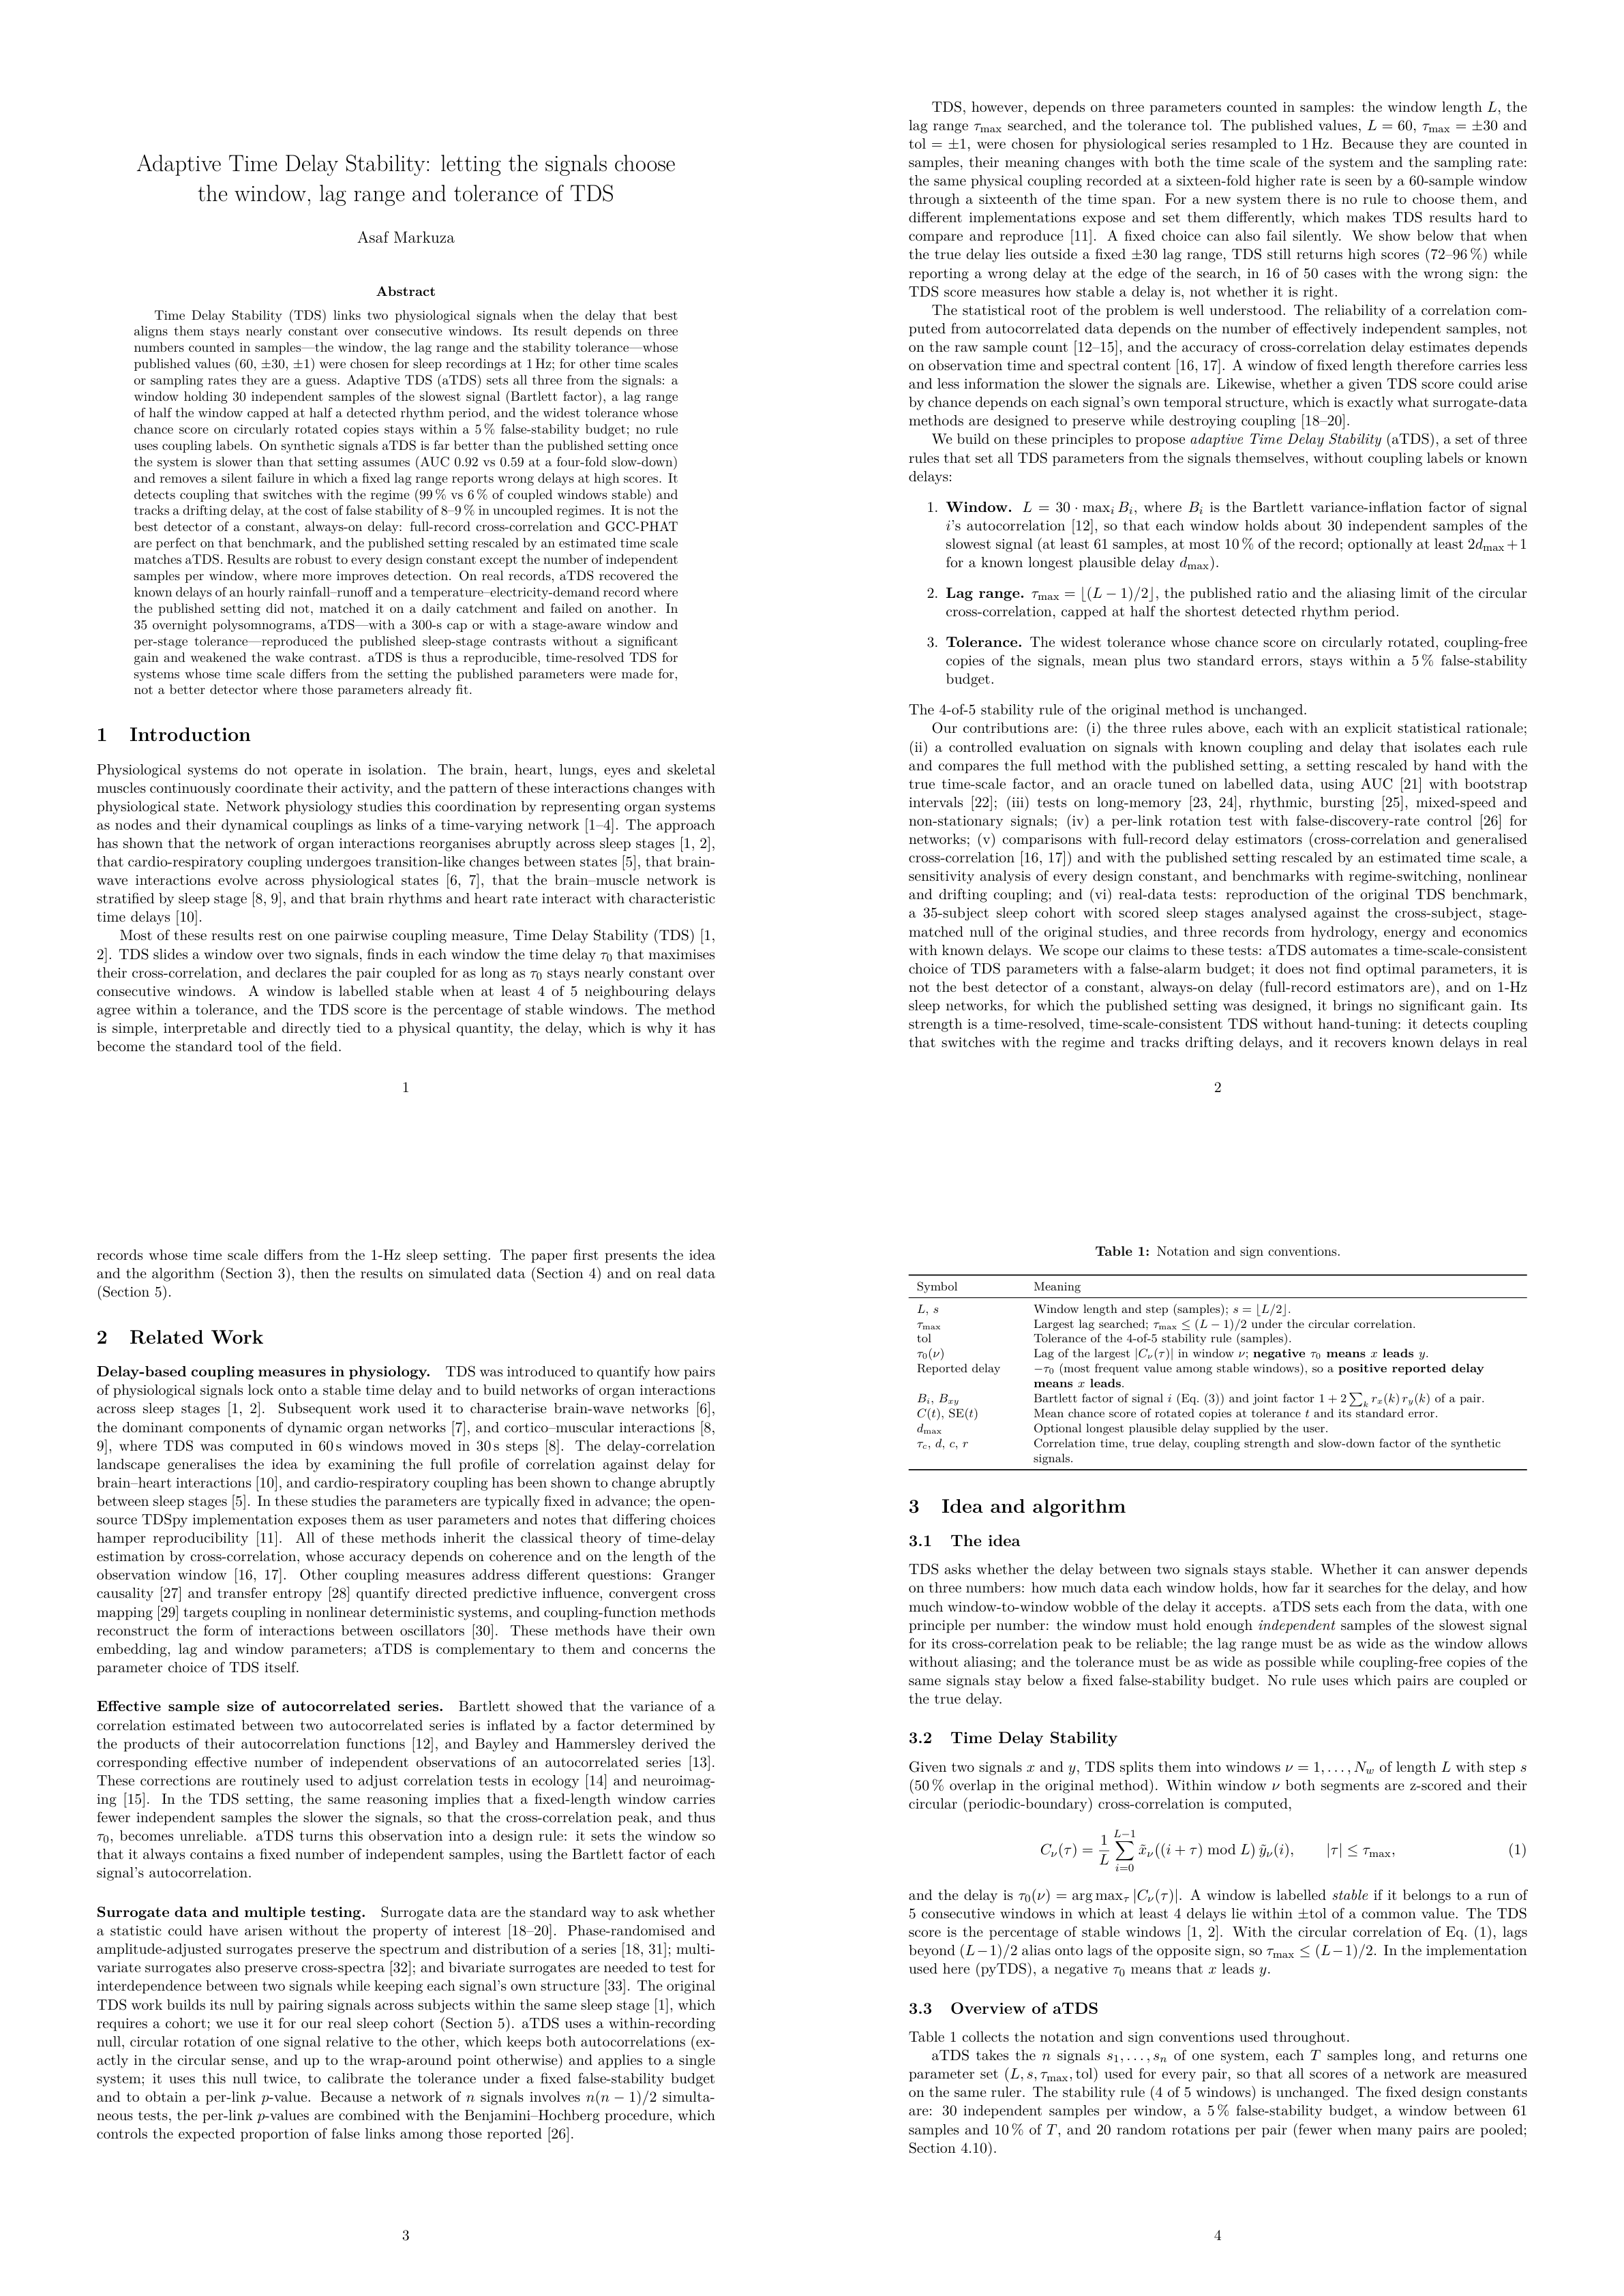 Adaptive Time Delay Stability: letting the signals choose
the window, lag range and tolerance of TDS
Asaf Markuza
Abstract
Time Delay Stability (TDS) links two physiological signals when the delay that best
aligns them stays nearly constant over consecutive windows. Its result depends on three
numbers counted in samples—the window, the lag range and the stability tolerance—whose
published values (60, ±30, ±1) were chosen for sleep recordings at 1 Hz; for other time scales
or sampling rates they are a guess. Adaptive TDS (aTDS) sets all three from the signals: a
window holding 30 independent samples of the slowest signal (Bartlett factor), a lag range
of half the window capped at half a detected rhythm period, and the widest tolerance whose
chance score on circularly rotated copies stays within a 5 % false-stability budget; no rule
uses coupling labels. On synthetic signals aTDS is far better than the published setting once
the system is slower than that setting assumes (AUC 0.92 vs 0.59 at a four-fold slow-down)
and removes a silent failure in which a fixed lag range reports wrong delays at high scores. It
detects coupling that switches with the regime (99 % vs 6 % of coupled windows stable) and
tracks a drifting delay, at the cost of false stability of 8–9 % in uncoupled regimes. It is not the
best detector of a constant, always-on delay: full-record cross-correlation and GCC-PHAT
are perfect on that benchmark, and the published setting rescaled by an estimated time scale
matches aTDS. Results are robust to every design constant except the number of independent
samples per window, where more improves detection. On real records, aTDS recovered the
known delays of an hourly rainfall–runoff and a temperature–electricity-demand record where
the published setting did not, matched it on a daily catchment and failed on another. In
35 overnight polysomnograms, aTDS—with a 300-s cap or with a stage-aware window and
per-stage tolerance—reproduced the published sleep-stage contrasts without a significant
gain and weakened the wake contrast. aTDS is thus a reproducible, time-resolved TDS for
systems whose time scale differs from the setting the published parameters were made for,
not a better detector where those parameters already fit.
1 Introduction
Physiological systems do not operate in isolation. The brain, heart, lungs, eyes and skeletal
muscles continuously coordinate their activity, and the pattern of these interactions changes with
physiological state. Network physiology studies this coordination by representing organ systems
as nodes and their dynamical couplings as links of a time-varying network [1–4]. The approach
has shown that the network of organ interactions reorganises abruptly across sleep stages [1, 2],
that cardio-respiratory coupling undergoes transition-like changes between states [5], that brain-
wave interactions evolve across physiological states [6, 7], that the brain–muscle network is
stratified by sleep stage [8, 9], and that brain rhythms and heart rate interact with characteristic
time delays [10].
Most of these results rest on one pairwise coupling measure, Time Delay Stability (TDS) [1,
2]. TDS slides a window over two signals, finds in each window the time delay τ0 that maximises
their cross-correlation, and declares the pair coupled for as long as τ0 stays nearly constant over
consecutive windows. A window is labelled stable when at least 4 of 5 neighbouring delays
agree within a tolerance, and the TDS score is the percentage of stable windows. The method
is simple, interpretable and directly tied to a physical quantity, the delay, which is why it has
become the standard tool of the field.
1
TDS, however, depends on three parameters counted in samples: the window length L, the
lag range τmax searched, and the tolerance tol. The published values, L = 60, τmax = ±30 and
tol = ±1, were chosen for physiological series resampled to 1 Hz. Because they are counted in
samples, their meaning changes with both the time scale of the system and the sampling rate:
the same physical coupling recorded at a sixteen-fold higher rate is seen by a 60-sample window
through a sixteenth of the time span. For a new system there is no rule to choose them, and
different implementations expose and set them differently, which makes TDS results hard to
compare and reproduce [11]. A fixed choice can also fail silently. We show below that when
the true delay lies outside a fixed ±30 lag range, TDS still returns high scores (72–96 %) while
reporting a wrong delay at the edge of the search, in 16 of 50 cases with the wrong sign: the
TDS score measures how stable a delay is, not whether it is right.
The statistical root of the problem is well understood. The reliability of a correlation com-
puted from autocorrelated data depends on the number of effectively independent samples, not
on the raw sample count [12–15], and the accuracy of cross-correlation delay estimates depends
on observation time and spectral content [16, 17]. A window of fixed length therefore carries less
and less information the slower the signals are. Likewise, whether a given TDS score could arise
by chance depends on each signal's own temporal structure, which is exactly what surrogate-data
methods are designed to preserve while destroying coupling [18–20].
We build on these principles to propose adaptive Time Delay Stability (aTDS), a set of three
rules that set all TDS parameters from the signals themselves, without coupling labels or known
delays:
1. Window. L = 30 · maxi Bi, where Bi is the Bartlett variance-inflation factor of signal
i's autocorrelation [12], so that each window holds about 30 independent samples of the
slowest signal (at least 61 samples, at most 10 % of the record; optionally at least 2dmax+1
for a known longest plausible delay dmax).
2. Lag range. τmax = ⌊(L − 1)/2⌋, the published ratio and the aliasing limit of the circular
cross-correlation, capped at half the shortest detected rhythm period.
3. Tolerance. The widest tolerance whose chance score on circularly rotated, coupling-free
copies of the signals, mean plus two standard errors, stays within a 5 % false-stability
budget.
The 4-of-5 stability rule of the original method is unchanged.
Our contributions are: (i) the three rules above, each with an explicit statistical rationale;
(ii) a controlled evaluation on signals with known coupling and delay that isolates each rule
and compares the full method with the published setting, a setting rescaled by hand with the
true time-scale factor, and an oracle tuned on labelled data, using AUC [21] with bootstrap
intervals [22]; (iii) tests on long-memory [23, 24], rhythmic, bursting [25], mixed-speed and
non-stationary signals; (iv) a per-link rotation test with false-discovery-rate control [26] for
networks; (v) comparisons with full-record delay estimators (cross-correlation and generalised
cross-correlation [16, 17]) and with the published setting rescaled by an estimated time scale, a
sensitivity analysis of every design constant, and benchmarks with regime-switching, nonlinear
and drifting coupling; and (vi) real-data tests: reproduction of the original TDS benchmark,
a 35-subject sleep cohort with scored sleep stages analysed against the cross-subject, stage-
matched null of the original studies, and three records from hydrology, energy and economics
with known delays. We scope our claims to these tests: aTDS automates a time-scale-consistent
choice of TDS parameters with a false-alarm budget; it does not find optimal parameters, it is
not the best detector of a constant, always-on delay (full-record estimators are), and on 1-Hz
sleep networks, for which the published setting was designed, it brings no significant gain. Its
strength is a time-resolved, time-scale-consistent TDS without hand-tuning: it detects coupling
that switches with the regime and tracks drifting delays, and it recovers known delays in real
2
records whose time scale differs from the 1-Hz sleep setting. The paper first presents the idea
and the algorithm (Section 3), then the results on simulated data (Section 4) and on real data
(Section 5).
2 Related Work
Delay-based coupling measures in physiology. TDS was introduced to quantify how pairs
of physiological signals lock onto a stable time delay and to build networks of organ interactions
across sleep stages [1, 2]. Subsequent work used it to characterise brain-wave networks [6],
the dominant components of dynamic organ networks [7], and cortico–muscular interactions [8,
9], where TDS was computed in 60 s windows moved in 30 s steps [8]. The delay-correlation
landscape generalises the idea by examining the full profile of correlation against delay for
brain–heart interactions [10], and cardio-respiratory coupling has been shown to change abruptly
between sleep stages [5]. In these studies the parameters are typically fixed in advance; the open-
source TDSpy implementation exposes them as user parameters and notes that differing choices
hamper reproducibility [11]. All of these methods inherit the classical theory of time-delay
estimation by cross-correlation, whose accuracy depends on coherence and on the length of the
observation window [16, 17]. Other coupling measures address different questions: Granger
causality [27] and transfer entropy [28] quantify directed predictive influence, convergent cross
mapping [29] targets coupling in nonlinear deterministic systems, and coupling-function methods
reconstruct the form of interactions between oscillators [30]. These methods have their own
embedding, lag and window parameters; aTDS is complementary to them and concerns the
parameter choice of TDS itself.
Effective sample size of autocorrelated series. Bartlett showed that the variance of a
correlation estimated between two autocorrelated series is inflated by a factor determined by
the products of their autocorrelation functions [12], and Bayley and Hammersley derived the
corresponding effective number of independent observations of an autocorrelated series [13].
These corrections are routinely used to adjust correlation tests in ecology [14] and neuroimag-
ing [15]. In the TDS setting, the same reasoning implies that a fixed-length window carries
fewer independent samples the slower the signals, so that the cross-correlation peak, and thus
τ0, becomes unreliable. aTDS turns this observation into a design rule: it sets the window so
that it always contains a fixed number of independent samples, using the Bartlett factor of each
signal's autocorrelation.
Surrogate data and multiple testing. Surrogate data are the standard way to ask whether
a statistic could have arisen without the property of interest [18–20]. Phase-randomised and
amplitude-adjusted surrogates preserve the spectrum and distribution of a series [18, 31]; multi-
variate surrogates also preserve cross-spectra [32]; and bivariate surrogates are needed to test for
interdependence between two signals while keeping each signal's own structure [33]. The original
TDS work builds its null by pairing signals across subjects within the same sleep stage [1], which
requires a cohort; we use it for our real sleep cohort (Section 5). aTDS uses a within-recording
null, circular rotation of one signal relative to the other, which keeps both autocorrelations (ex-
actly in the circular sense, and up to the wrap-around point otherwise) and applies to a single
system; it uses this null twice, to calibrate the tolerance under a fixed false-stability budget
and to obtain a per-link p-value. Because a network of n signals involves n(n − 1)/2 simulta-
neous tests, the per-link p-values are combined with the Benjamini–Hochberg procedure, which
controls the expected proportion of false links among those reported [26].
3
Table 1: Notation and sign conventions.
Symbol Meaning
L, s Window length and step (samples); s = ⌊L/2⌋.
τmax Largest lag searched; τmax ≤ (L − 1)/2 under the circular correlation.
tol Tolerance of the 4-of-5 stability rule (samples).
τ0(ν) Lag of the largest |Cν(τ)| in window ν; negative τ0 means x leads y.
Reported delay −τ0 (most frequent value among stable windows), so a positive reported delay
means x leads.
Bi, Bxy Bartlett factor of signal i (Eq. (3)) and joint factor 1 + 2 ∑k rx(k) ry(k) of a pair.
C(t), SE(t) Mean chance score of rotated copies at tolerance t and its standard error.
dmax Optional longest plausible delay supplied by the user.
τc, d, c, r Correlation time, true delay, coupling strength and slow-down factor of the synthetic
signals.
3 Idea and algorithm
3.1 The idea
TDS asks whether the delay between two signals stays stable. Whether it can answer depends
on three numbers: how much data each window holds, how far it searches for the delay, and how
much window-to-window wobble of the delay it accepts. aTDS sets each from the data, with one
principle per number: the window must hold enough independent samples of the slowest signal
for its cross-correlation peak to be reliable; the lag range must be as wide as the window allows
without aliasing; and the tolerance must be as wide as possible while coupling-free copies of the
same signals stay below a fixed false-stability budget. No rule uses which pairs are coupled or
the true delay.
3.2 Time Delay Stability
Given two signals x and y, TDS splits them into windows ν = 1, . . . , Nw of length L with step s
(50 % overlap in the original method). Within window ν both segments are z-scored and their
circular (periodic-boundary) cross-correlation is computed,
Cν(τ) = 1/L ∑_{i=0}^{L−1} x̃ν((i + τ) mod L) ỹν(i), |τ| ≤ τmax, (1)
and the delay is τ0(ν) = arg maxτ |Cν(τ)|. A window is labelled stable if it belongs to a run of
5 consecutive windows in which at least 4 delays lie within ±tol of a common value. The TDS
score is the percentage of stable windows [1, 2]. With the circular correlation of Eq. (1), lags
beyond (L−1)/2 alias onto lags of the opposite sign, so τmax ≤ (L−1)/2. In the implementation
used here (pyTDS), a negative τ0 means that x leads y.
3.3 Overview of aTDS
Table 1 collects the notation and sign conventions used throughout.
aTDS takes the n signals s1, . . . , sn of one system, each T samples long, and returns one
parameter set (L, s, τmax, tol) used for every pair, so that all scores of a network are measured
on the same ruler. The stability rule (4 of 5 windows) is unchanged. The fixed design constants
are: 30 independent samples per window, a 5 % false-stability budget, a window between 61
samples and 10 % of T, and 20 random rotations per pair (fewer when many pairs are pooled;
Section 4.10).
4